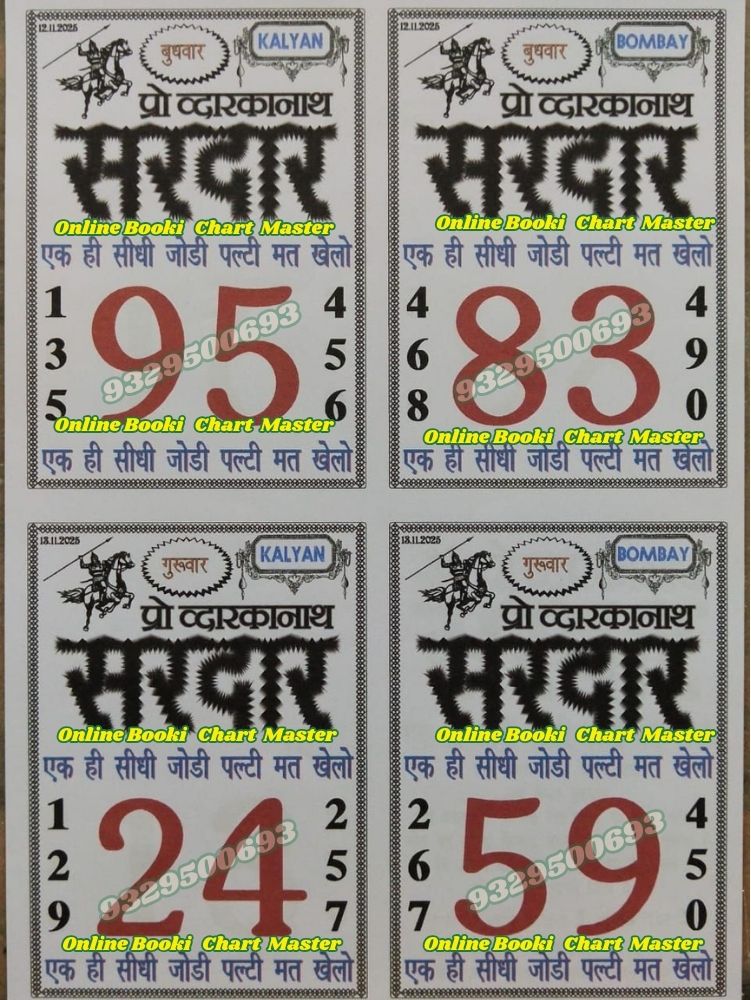 12.11.2025
बुधवार
KALYAN
प्रो व्दारकानाथ
सरदार
Online Booki Chart Master
एक ही सीधी जोडी पल्टी मत खेलो
1 4
3 95 5
5 6
9329500693
Online Booki Chart Master
एक ही सीधी जोडी पल्टी मत खेलो
12.11.2025
बुधवार
BOMBAY
प्रो व्दारकानाथ
सरदार
Online Booki Chart Master
एक ही सीधी जोडी पल्टी मत खेलो
4 4
6 83 9
8 0
9329500693
Online Booki Chart Master
एक ही सीधी जोडी पल्टी मत खेलो
13.11.2025
गुरूवार
KALYAN
प्रो व्दारकानाथ
सरदार
Online Booki Chart Master
एक ही सीधी जोडी पल्टी मत खेलो
1 2
2 24 5
9 7
9329500693
Online Booki Chart Master
एक ही सीधी जोडी पल्टी मत खेलो
13.11.2025
गुरूवार
BOMBAY
प्रो व्दारकानाथ
सरदार
Online Booki Chart Master
एक ही सीधी जोडी पल्टी मत खेलो
2 4
6 59 5
7 0
9329500693
Online Booki Chart Master
एक ही सीधी जोडी पल्टी मत खेलो